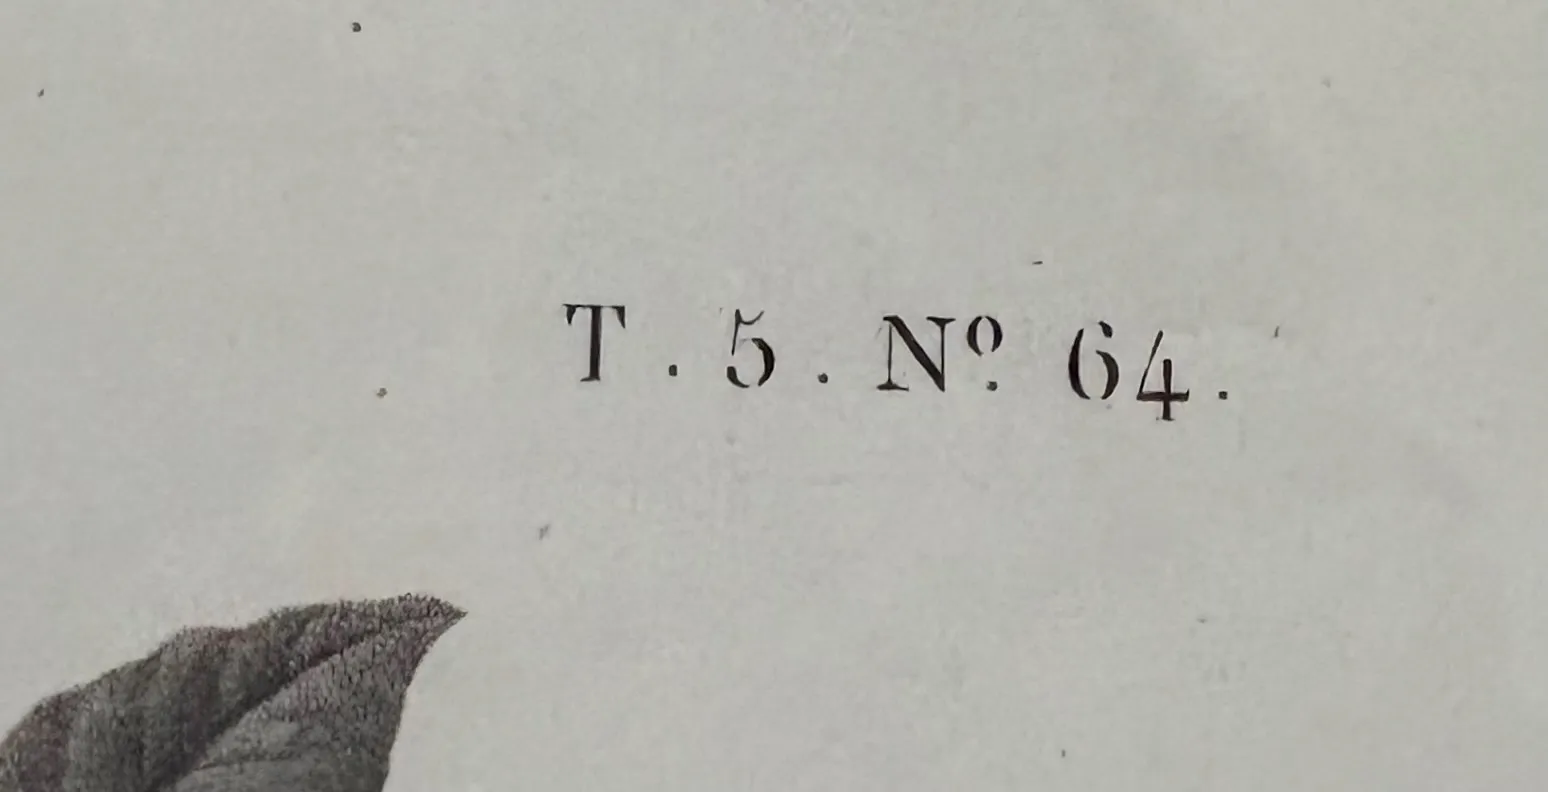 T . 5 . Nº. 64.